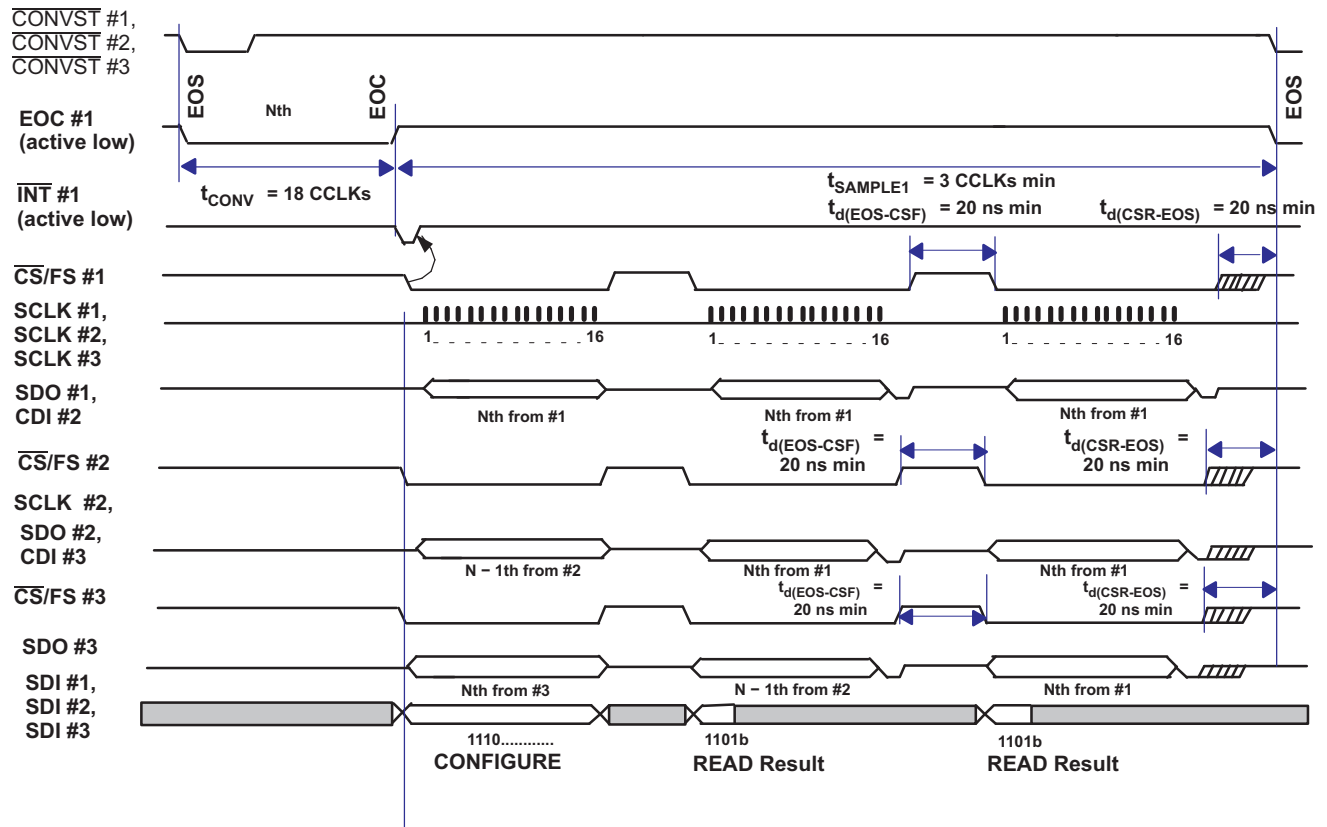 CONVST #1,
CONVST #2,
CONVST #3
EOS
EOC
EOS
Nth
EOC #1
(active low)
tCONV = 18 CCLKs
tSAMPLE1 = 3 CCLKs min
INT #1
(active low)
td(EOS-CSF) = 20 ns min
td(CSR-EOS) = 20 ns min
CS/FS #1
SCLK #1,
SCLK #2,
SCLK #3
1_ _ _ _ _ _ _ _ _ _ 16
1_ _ _ _ _ _ _ _ _ _ 16
1_ _ _ _ _ _ _ _ _ _ 16
SDO #1,
CDI #2
Nth from #1
Nth from #1
Nth from #1
td(EOS-CSF) =
20 ns min
td(CSR-EOS) =
20 ns min
CS/FS #2
SCLK #2,
SDO #2,
CDI #3
N − 1th from #2
Nth from #1
Nth from #1
td(EOS-CSF) =
20 ns min
td(CSR-EOS) =
20 ns min
CS/FS #3
SDO #3
Nth from #3
N − 1th from #2
Nth from #1
SDI #1,
SDI #2,
SDI #3
1110............
1101b
1101b
CONFIGURE
READ Result
READ Result